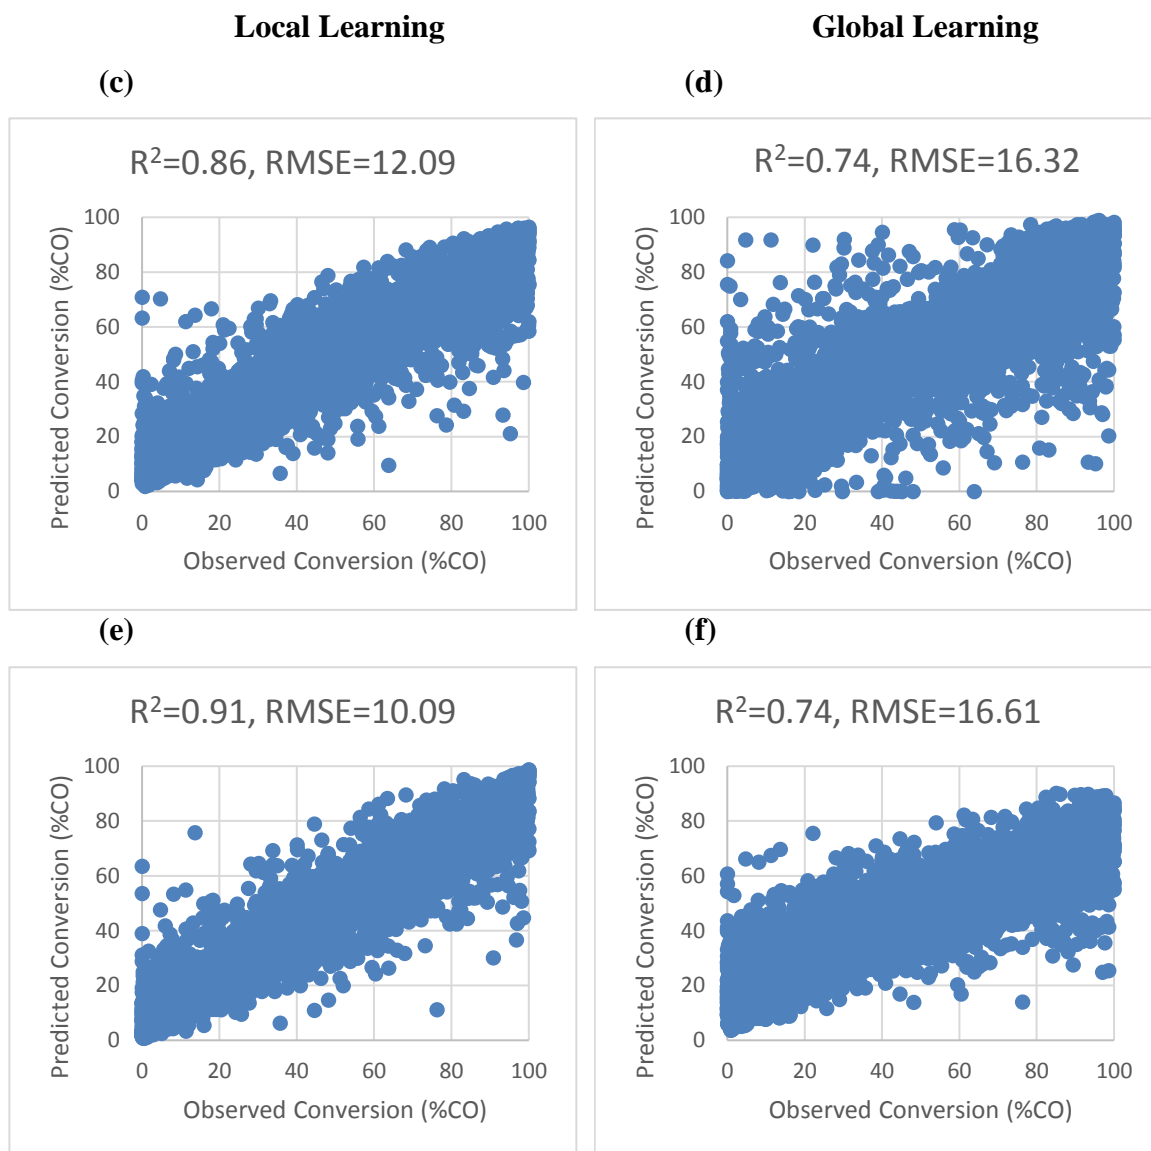 Local Learning
Global Learning
(c)
(d)
R²=0.86, RMSE=12.09
Predicted Conversion (%CO)
100
80
60
40
20
0
0 20 40 60 80 100
Observed Conversion (%CO)
R²=0.74, RMSE=16.32
Predicted Conversion (%CO)
100
80
60
40
20
0
0 20 40 60 80 100
Observed Conversion (%CO)
(e)
(f)
R²=0.91, RMSE=10.09
Predicted Conversion (%CO)
100
80
60
40
20
0
0 20 40 60 80 100
Observed Conversion (%CO)
R²=0.74, RMSE=16.61
Predicted Conversion (%CO)
100
80
60
40
20
0
0 20 40 60 80 100
Observed Conversion (%CO)